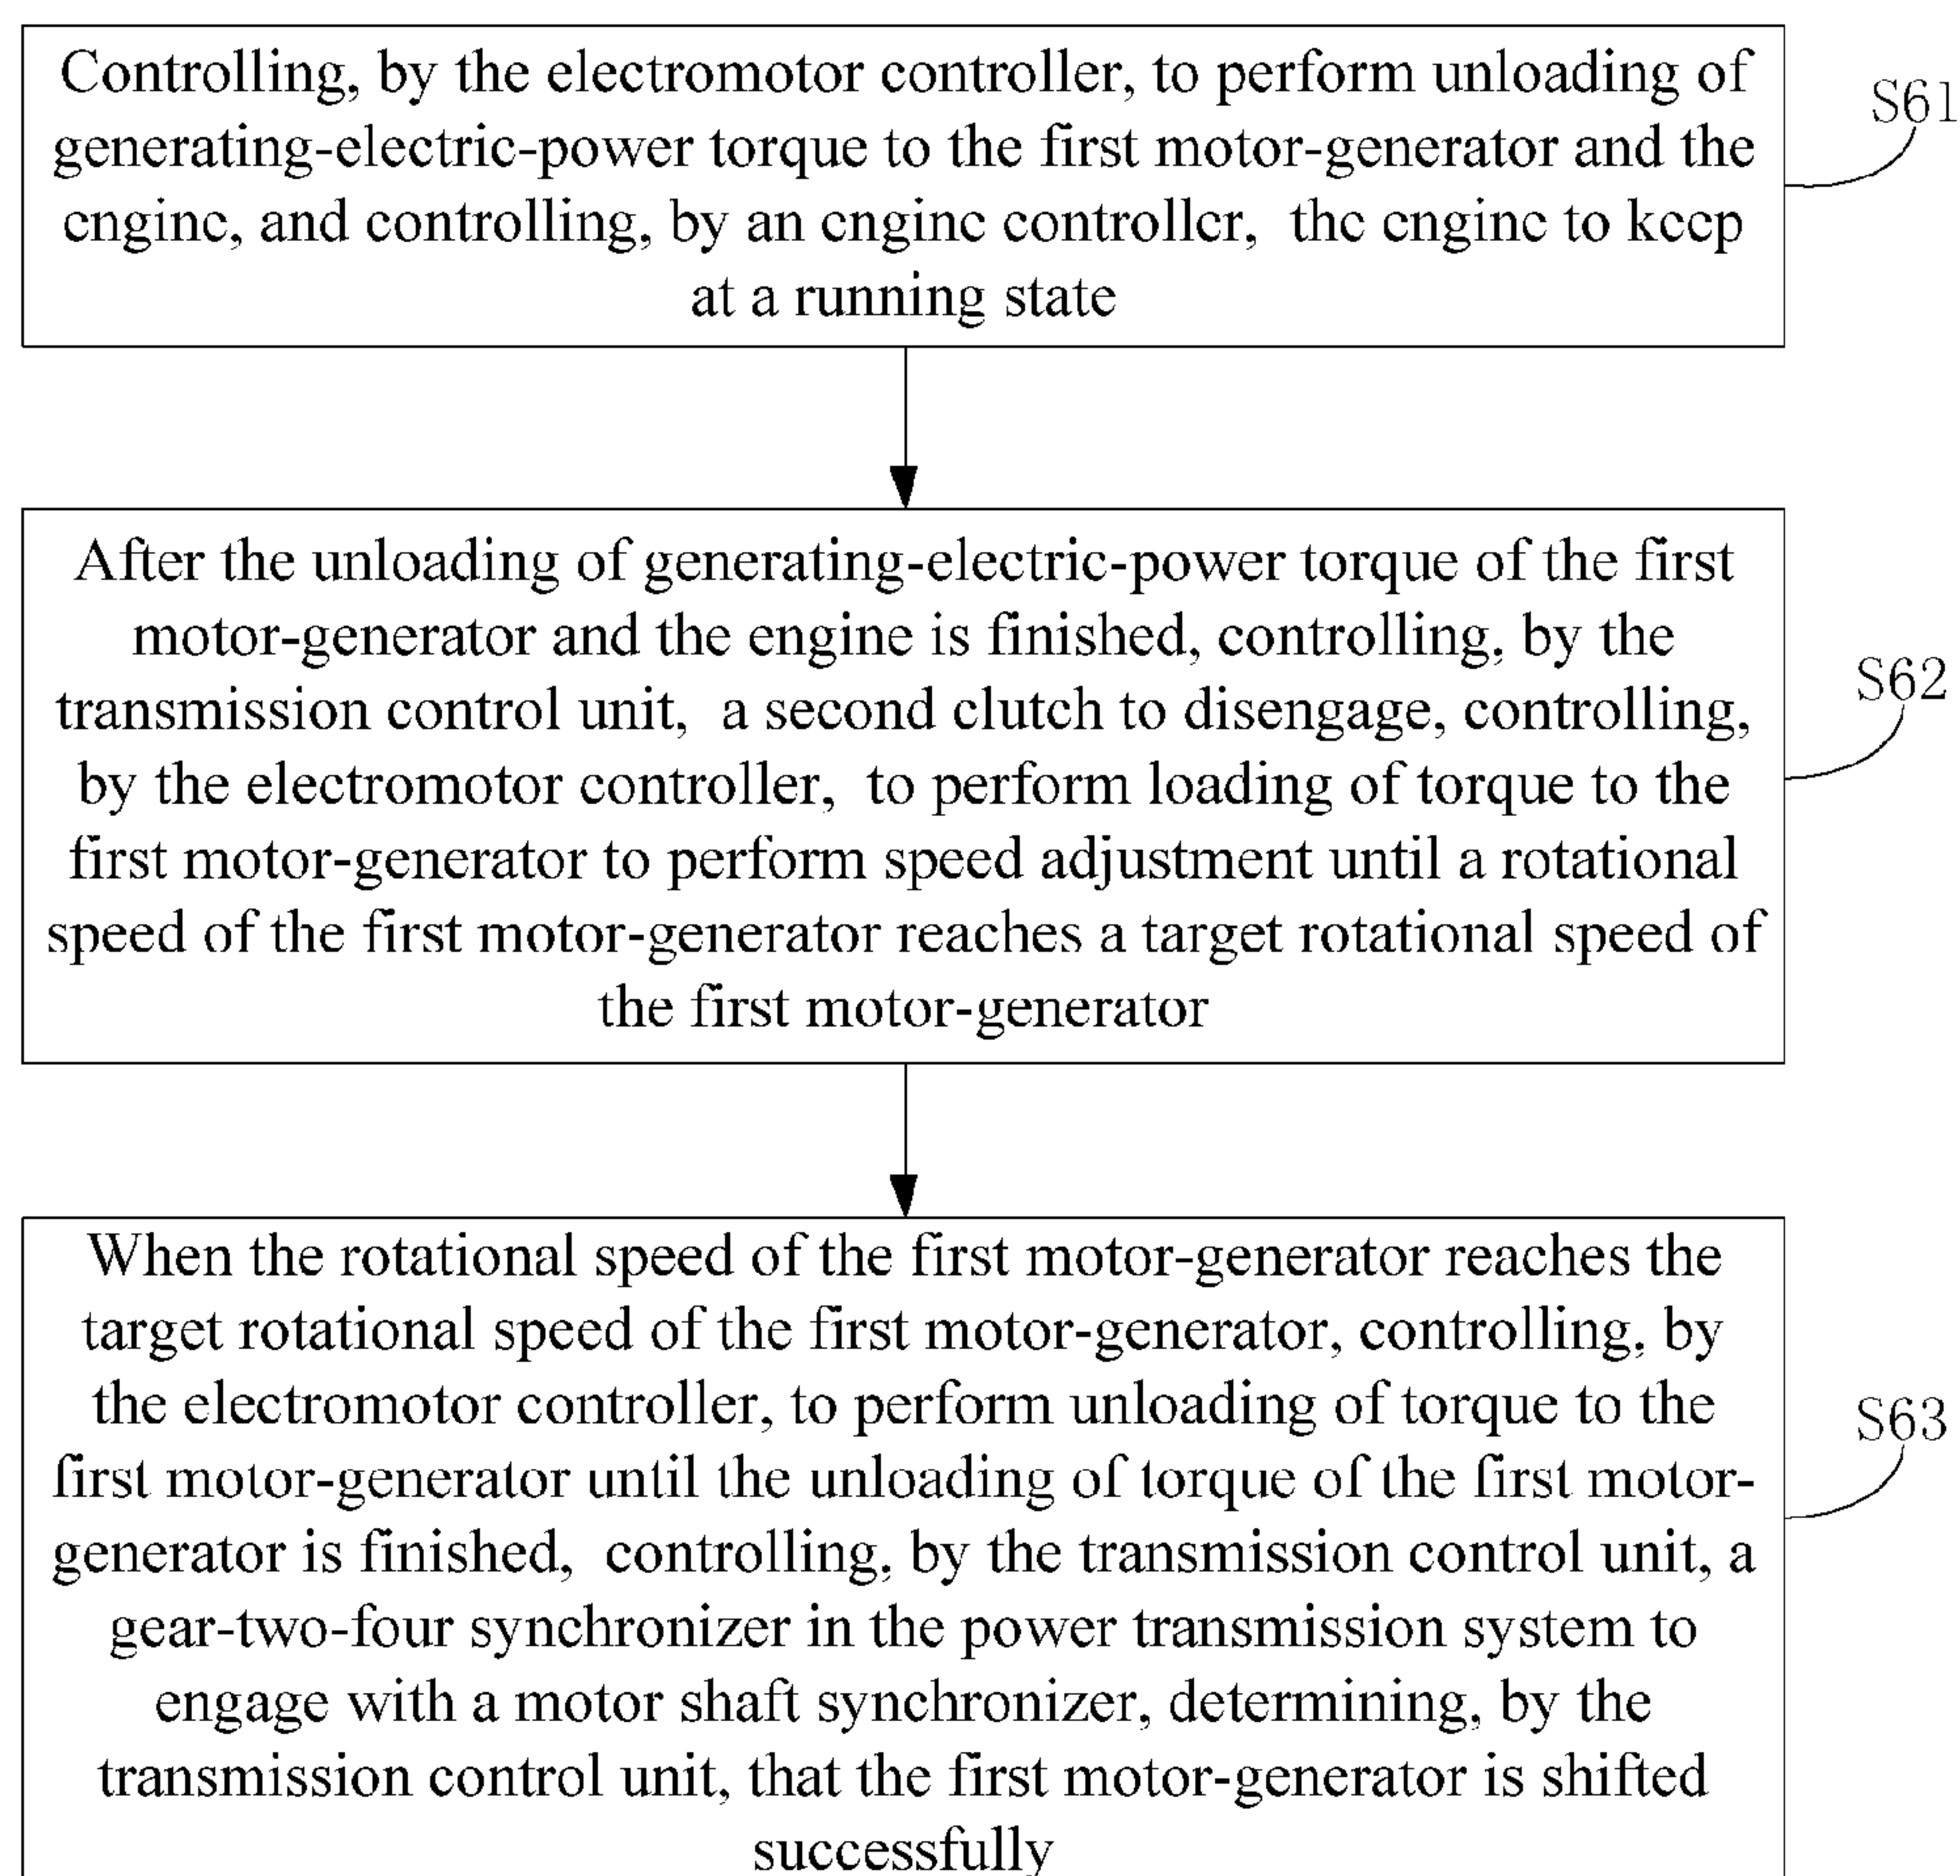 Controlling, by the electromotor controller, to perform unloading of
generating-electric-power torque to the first motor-generator and the
engine, and controlling, by an engine controller, the engine to keep
at a running state
S61
After the unloading of generating-electric-power torque of the first
motor-generator and the engine is finished, controlling, by the
transmission control unit, a second clutch to disengage, controlling,
by the electromotor controller, to perform loading of torque to the
first motor-generator to perform speed adjustment until a rotational
speed of the first motor-generator reaches a target rotational speed of
the first motor-generator
S62
When the rotational speed of the first motor-generator reaches the
target rotational speed of the first motor-generator, controlling, by
the electromotor controller, to perform unloading of torque to the
first motor-generator until the unloading of torque of the first motor-
generator is finished, controlling, by the transmission control unit, a
gear-two-four synchronizer in the power transmission system to
engage with a motor shaft synchronizer, determining, by the
transmission control unit, that the first motor-generator is shifted
successfully
S63